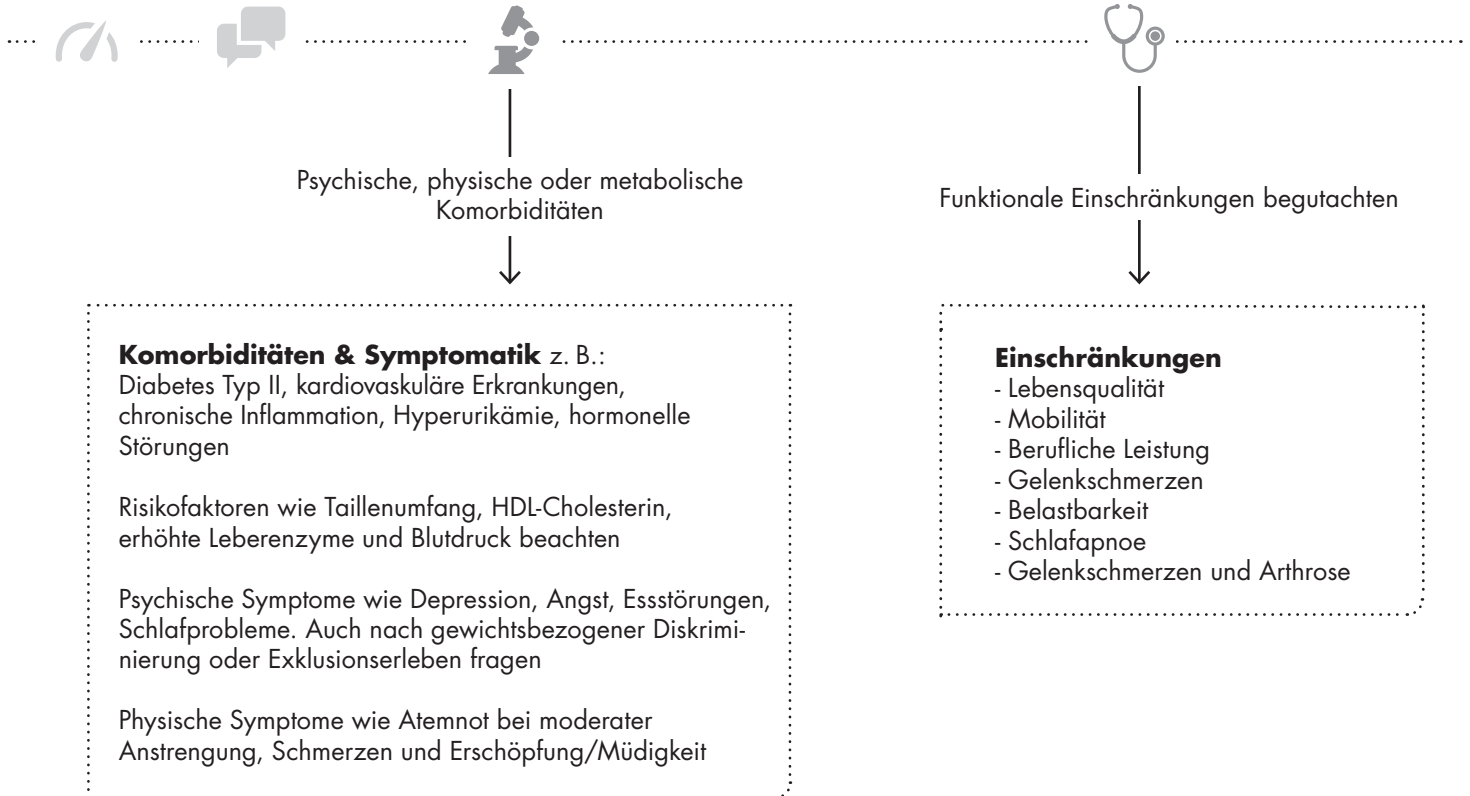 Psychische, physische oder metabolische
Komorbiditäten
Komorbiditäten & Symptomatik z. B.:
Diabetes Typ II, kardiovaskuläre Erkrankungen,
chronische Inflammation, Hyperurikämie, hormonelle
Störungen
Risikofaktoren wie Taillenumfang, HDL-Cholesterin,
erhöhte Leberenzyme und Blutdruck beachten
Psychische Symptome wie Depression, Angst, Essstörungen,
Schlafprobleme. Auch nach gewichtsbezogener Diskrimi-
nierung oder Exklusionserleben fragen
Physische Symptome wie Atemnot bei moderater
Anstrengung, Schmerzen und Erschöpfung/Müdigkeit
Funktionale Einschränkungen begutachten
Einschränkungen
- Lebensqualität
- Mobilität
- Berufliche Leistung
- Gelenkschmerzen
- Belastbarkeit
- Schlafapnoe
- Gelenkschmerzen und Arthrose